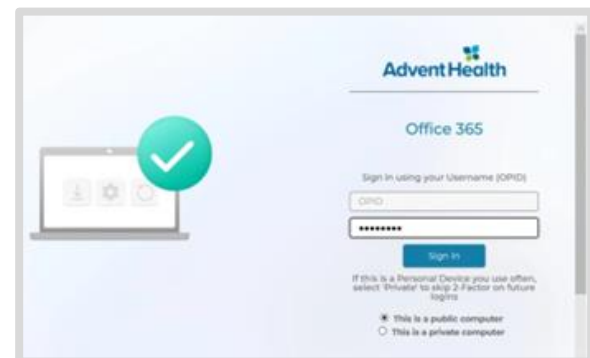 AdventHealth
Office 365
Sign in using your Username (OPID)
OPID
••••••••
Sign In
If this is a Personal Device you use often,
select 'Private' to skip 2-Factor on future
logins
This is a public computer
This is a private computer